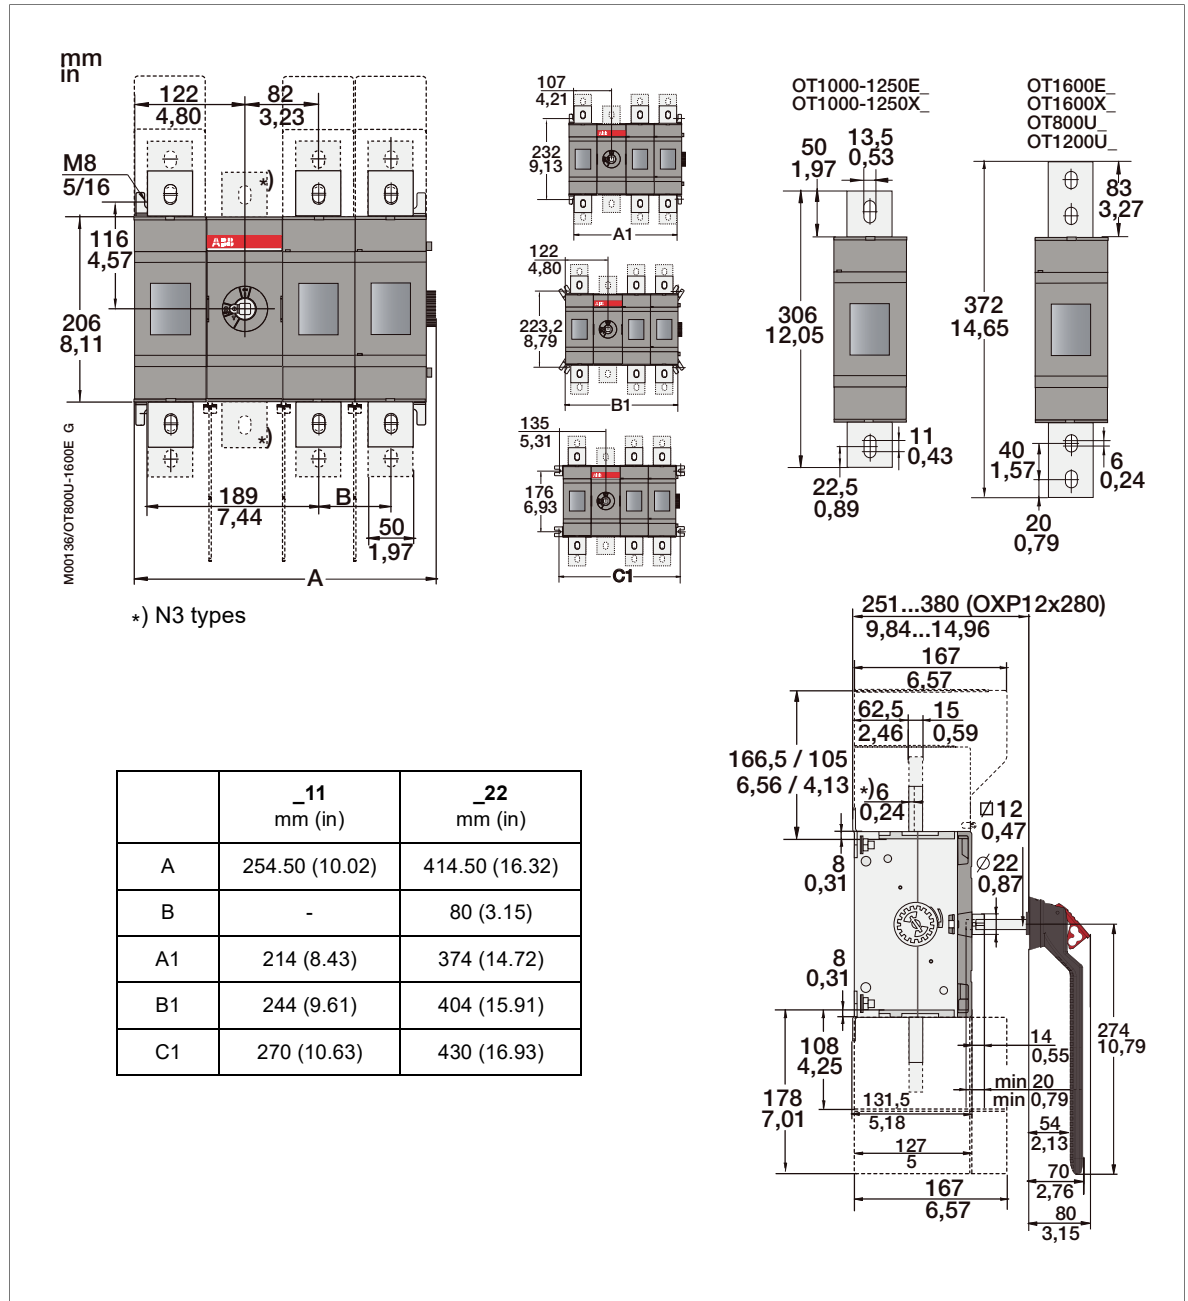 mm
in
122
4,80
82
3,23
M8
5/16
*)
116
4,57
ABB
206
8,11
*)
189
7,44
B
50
1,97
A
M00136/OT800U-1600E G
*) N3 types
107
4,21
232
9,13
ABB
A1
122
4,80
223,2
8,79
ABB
B1
135
5,31
176
6,93
ABB
C1
OT1000-1250E_
OT1000-1250X_
50
1,97
13,5
0,53
306
12,05
11
0,43
22,5
0,89
OT1600E_
OT1600X_
OT800U_
OT1200U_
83
3,27
372
14,65
40
1,57
6
0,24
20
0,79
251...380 (OXP12x280)
9,84...14,96
167
6,57
62,5
2,46
15
0,59
166,5 / 105
6,56 / 4,13
*)6
0,24
12
0,47
8
0,31
⌀22
0,87
8
0,31
108
4,25
178
7,01
131,5
5,18
127
5
167
6,57
14
0,55
min 20
min 0,79
54
2,13
70
2,76
80
3,15
274
10,79
_11 _22
mm (in) mm (in)
A 254.50 (10.02) 414.50 (16.32)
B - 80 (3.15)
A1 214 (8.43) 374 (14.72)
B1 244 (9.61) 404 (15.91)
C1 270 (10.63) 430 (16.93)